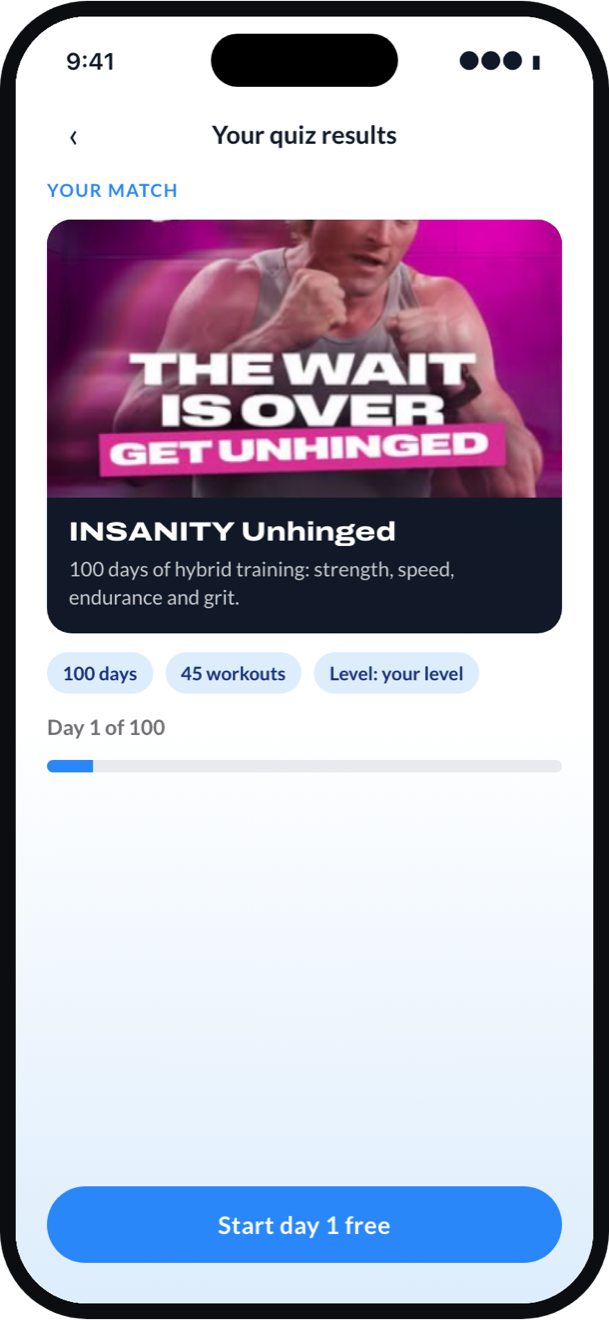 9:41
Your quiz results
YOUR MATCH
THE WAIT
IS OVER
GET UNHINGED
INSANITY Unhinged
100 days of hybrid training: strength, speed,
endurance and grit.
100 days
45 workouts
Level: your level
Day 1 of 100
Start day 1 free